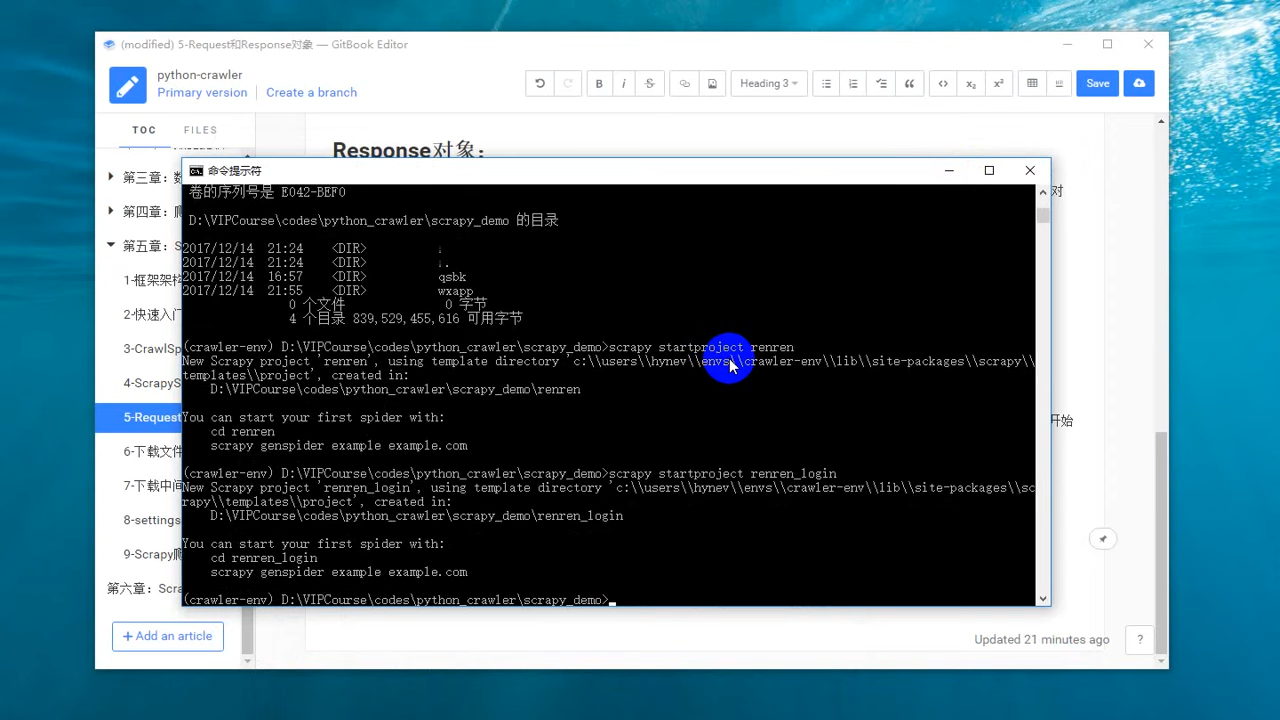 (modified) 5-Request和Response对象 — GitBook Editor
python-crawler
Primary version
Create a branch
B
i
S
Heading 3
Save
TOC
FILES
Response对象：
第三章：
第四章：
第五章：
1-框架架
2-快速入门
3-CrawlSp
4-ScrapyS
5-Request
6-下载文件
7-下载中间
8-settings
9-Scrapy爬
第六章：Scra
+ Add an article
对
开始
Updated 21 minutes ago
?
命令提示符
卷的序列号是 E042-BEF0
D:\VIPCourse\codes\python_crawler\scrapy_demo 的目录
2017/12/14  21:24    <DIR>          .
2017/12/14  21:24    <DIR>          ..
2017/12/14  16:57    <DIR>          qsbk
2017/12/14  21:55    <DIR>          wxapp
0 个文件              0 字节
4 个目录 839,529,455,616 可用字节
(crawler-env) D:\VIPCourse\codes\python_crawler\scrapy_demo>scrapy startproject renren
New Scrapy project 'renren', using template directory 'c:\\users\\hynev\\envs\\crawler-env\\lib\\site-packages\\scrapy\\
templates\\project', created in:
D:\VIPCourse\codes\python_crawler\scrapy_demo\renren
You can start your first spider with:
cd renren
scrapy genspider example example.com
(crawler-env) D:\VIPCourse\codes\python_crawler\scrapy_demo>scrapy startproject renren_login
New Scrapy project 'renren_login', using template directory 'c:\\users\\hynev\\envs\\crawler-env\\lib\\site-packages\\sc
rapy\\templates\\project', created in:
D:\VIPCourse\codes\python_crawler\scrapy_demo\renren_login
You can start your first spider with:
cd renren_login
scrapy genspider example example.com
(crawler-env) D:\VIPCourse\codes\python_crawler\scrapy_demo>